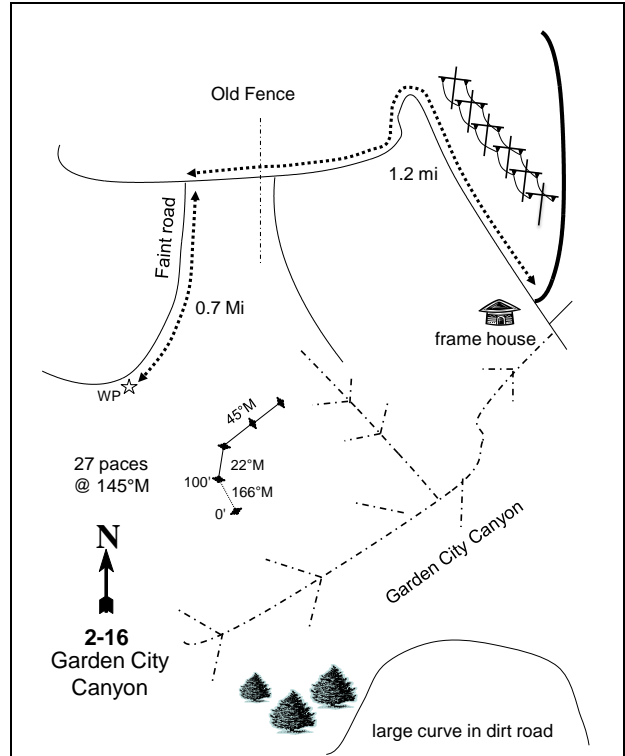 Old Fence
1.2 mi
Faint road
0.7 Mi
frame house
WP
45°M
27 paces
@ 145°M
22°M
100'
166°M
0'
N
Garden City Canyon
2-16
Garden City
Canyon
large curve in dirt road